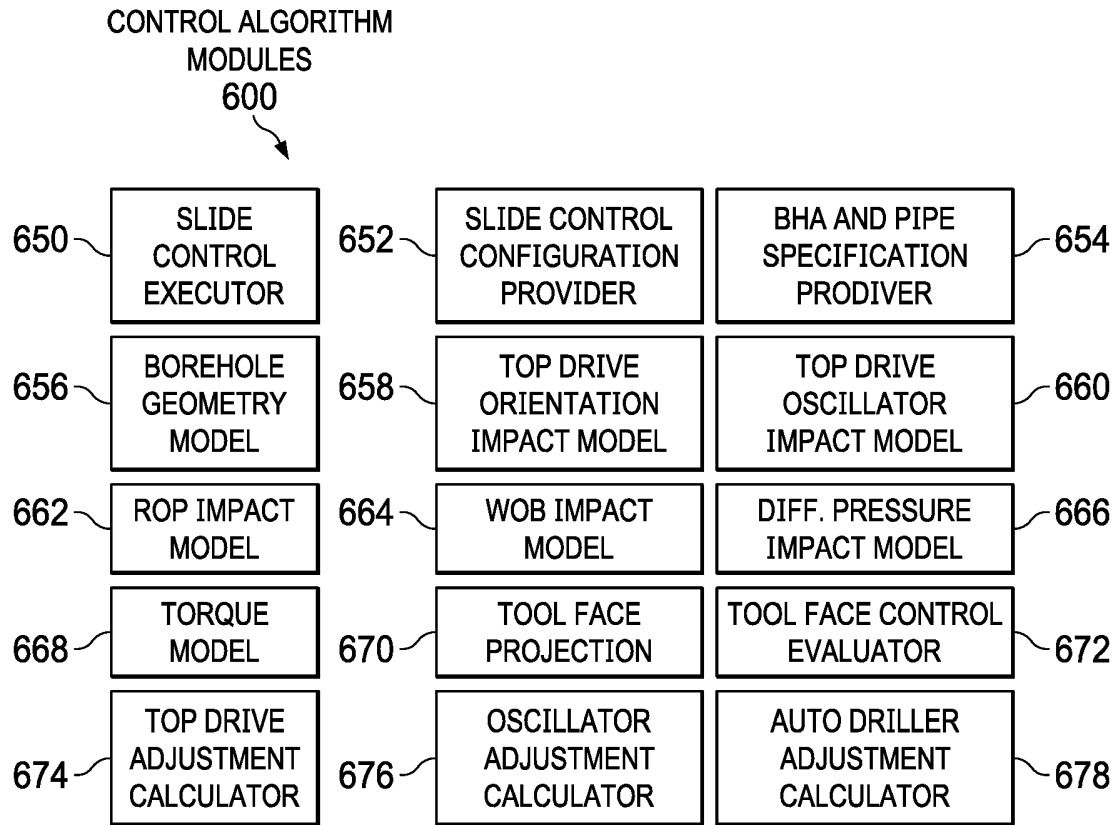 CONTROL ALGORITHM
MODULES
600
650
SLIDE
CONTROL
EXECUTOR
652
SLIDE CONTROL
CONFIGURATION
PROVIDER
BHA AND PIPE
SPECIFICATION
PRODIVER
654
656
BOREHOLE
GEOMETRY
MODEL
658
TOP DRIVE
ORIENTATION
IMPACT MODEL
TOP DRIVE
OSCILLATOR
IMPACT MODEL
660
662
ROP IMPACT
MODEL
664
WOB IMPACT
MODEL
DIFF. PRESSURE
IMPACT MODEL
666
668
TORQUE
MODEL
670
TOOL FACE
PROJECTION
TOOL FACE CONTROL
EVALUATOR
672
674
TOP DRIVE
ADJUSTMENT
CALCULATOR
676
OSCILLATOR
ADJUSTMENT
CALCULATOR
AUTO DRILLER
ADJUSTMENT
CALCULATOR
678